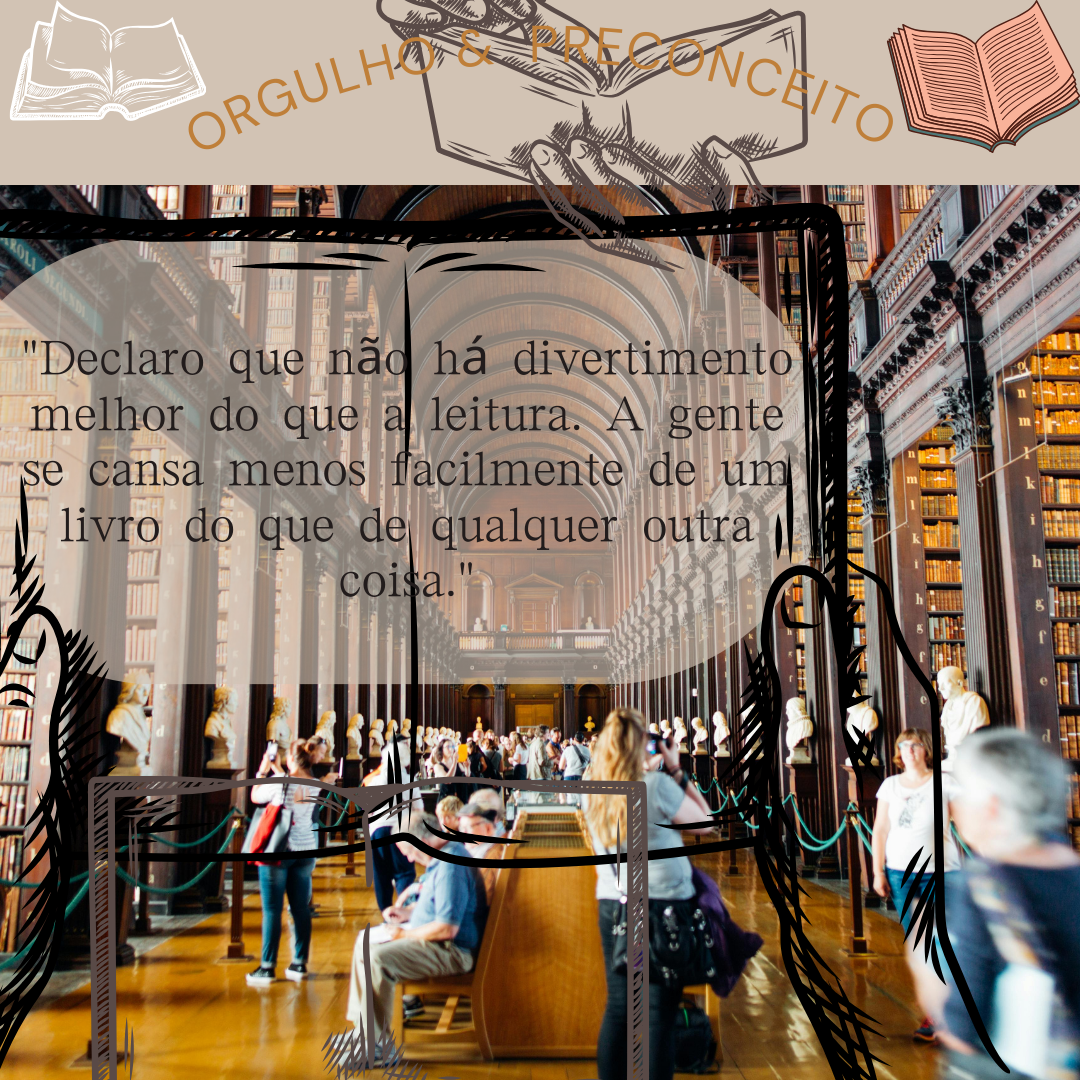 ORGULHO & PRECONCEITO
"Declaro que não há divertimento
melhor do que a leitura. A gente
se cansa menos facilmente de um
livro do que de qualquer outra
coisa."
n
m
l
k
i
h
g
f
e
d
n
m
l
k
i
h
g
f
e